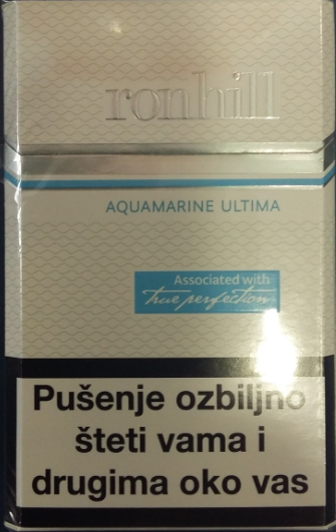 ronhill
AQUAMARINE ULTIMA
Associated with
true perfection
Pušenje ozbiljno
šteti vama i
drugima oko vas